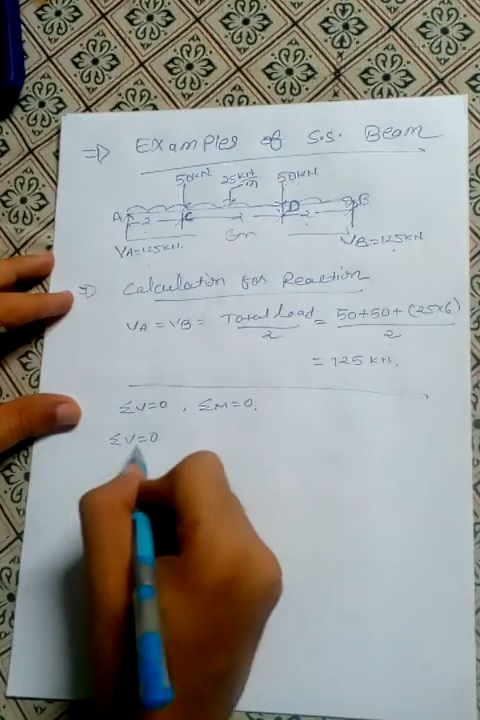 ⇒ Examples of S.S. Beam
50KN 25KN/m 50KN
A 2 C 2 D 2 B
6m
VA=125KN. VB=125KN
⇒ Calculation for Reaction
VA = VB = Total load/2 = 50+50+(25×6)/2
= 125 KN.
ΣV=0 , ΣM=0.
ΣV=0